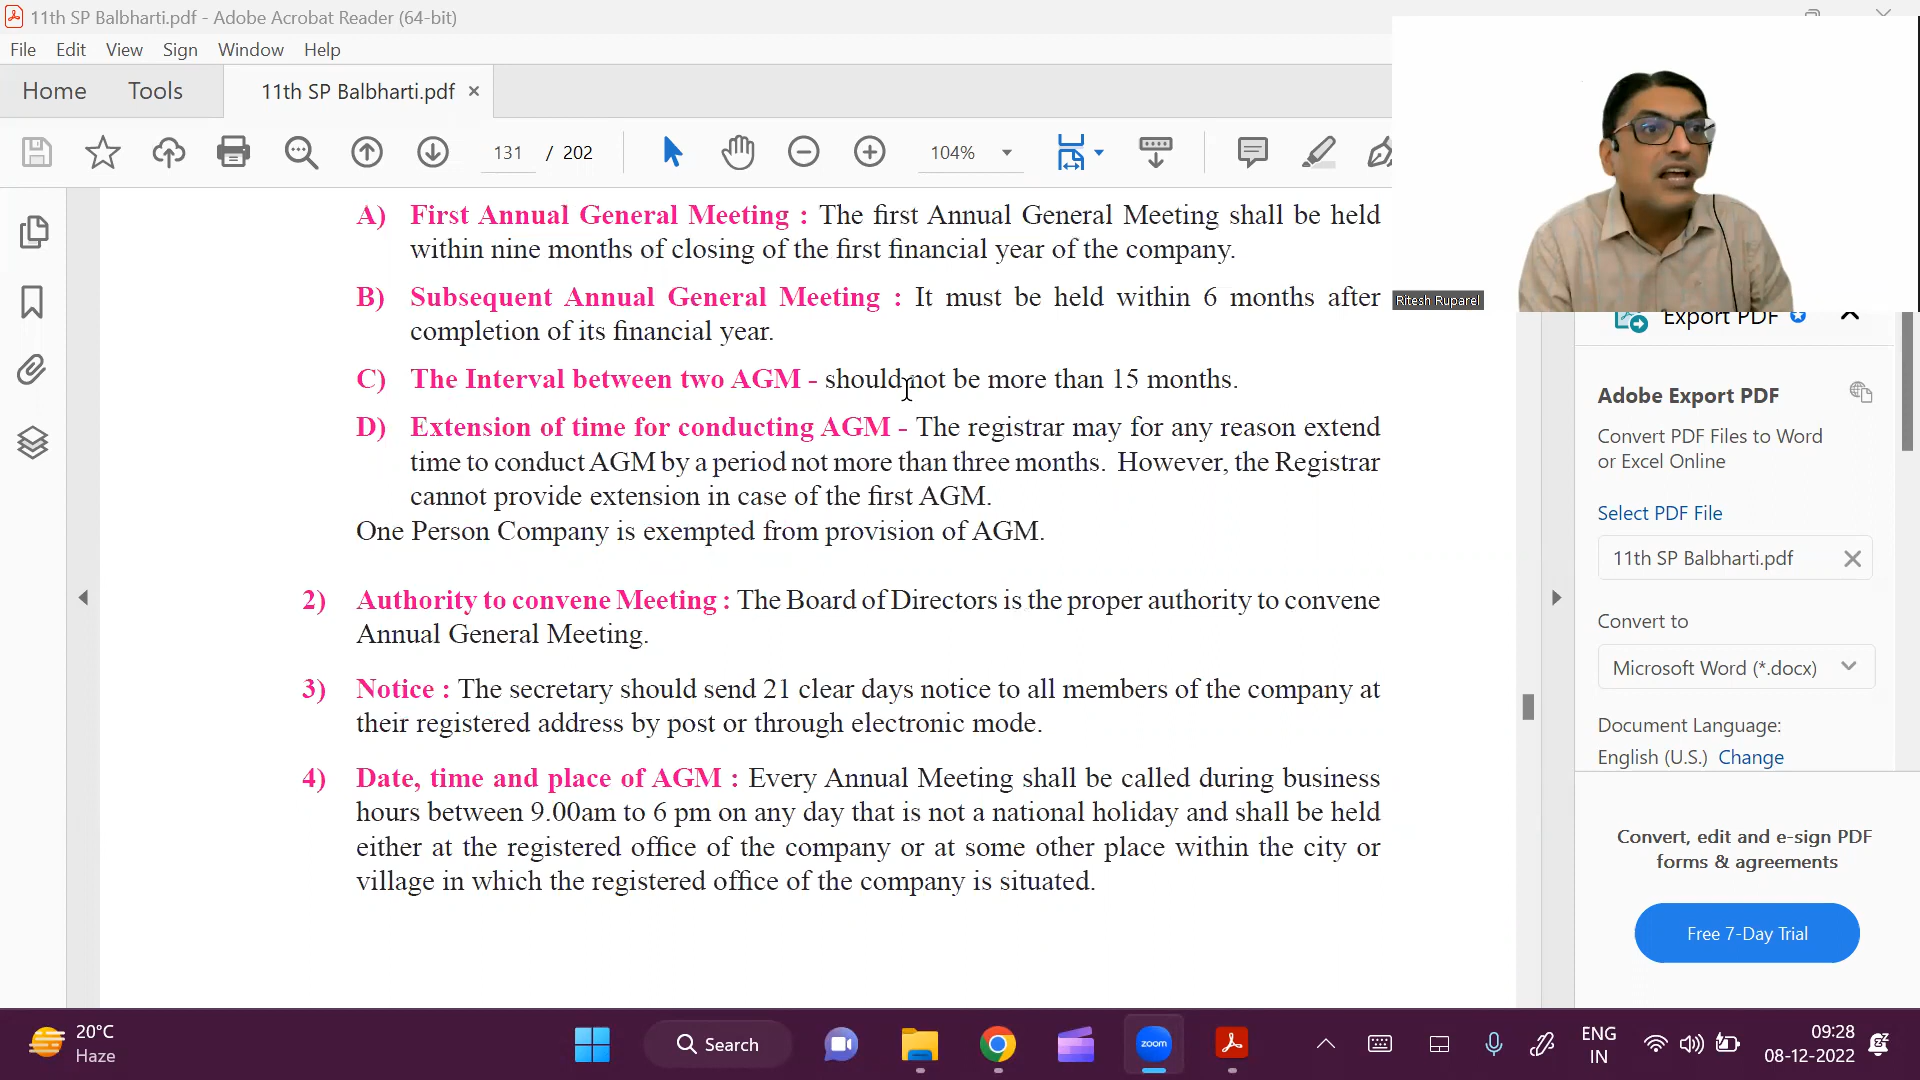 11th SP Balbharti.pdf - Adobe Acrobat Reader (64-bit)
File Edit View Sign Window Help
Home Tools 11th SP Balbharti.pdf ×
131 / 202 104%
A) First Annual General Meeting : The first Annual General Meeting shall be held
within nine months of closing of the first financial year of the company.
B) Subsequent Annual General Meeting : It must be held within 6 months after
completion of its financial year.
C) The Interval between two AGM - should not be more than 15 months.
D) Extension of time for conducting AGM - The registrar may for any reason extend
time to conduct AGM by a period not more than three months. However, the Registrar
cannot provide extension in case of the first AGM.
One Person Company is exempted from provision of AGM.
2) Authority to convene Meeting : The Board of Directors is the proper authority to convene
Annual General Meeting.
3) Notice : The secretary should send 21 clear days notice to all members of the company at
their registered address by post or through electronic mode.
4) Date, time and place of AGM : Every Annual Meeting shall be called during business
hours between 9.00am to 6 pm on any day that is not a national holiday and shall be held
either at the registered office of the company or at some other place within the city or
village in which the registered office of the company is situated.
Ritesh Ruparel
Export PDF
Adobe Export PDF
Convert PDF Files to Word
or Excel Online
Select PDF File
11th SP Balbharti.pdf
Convert to
Microsoft Word (*.docx)
Document Language:
English (U.S.) Change
Convert, edit and e-sign PDF
forms & agreements
Free 7-Day Trial
20°C
Haze
Search
zoom
ENG
IN
09:28
08-12-2022